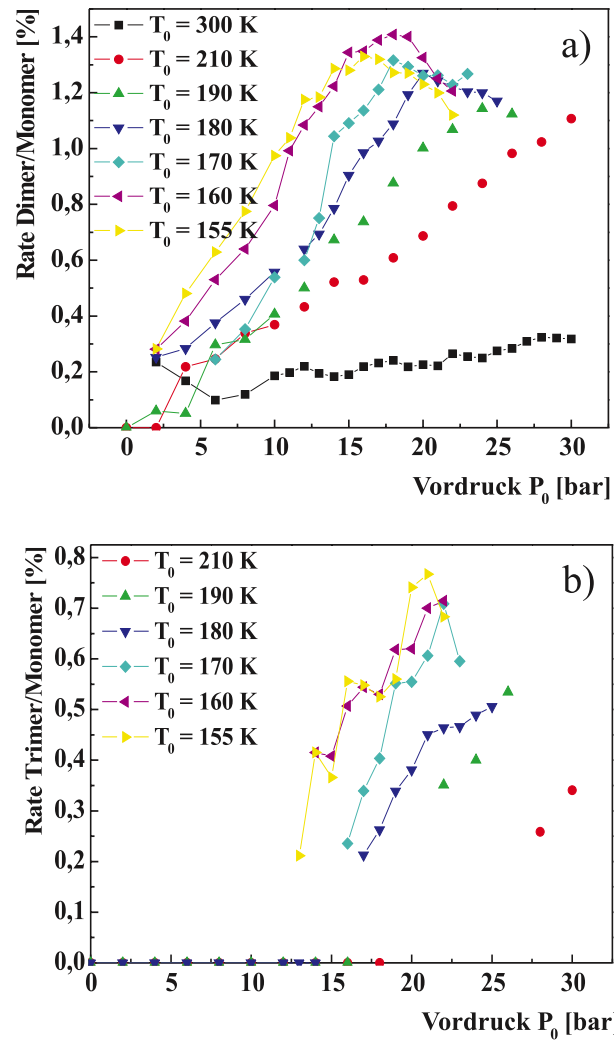 a)
T₀ = 300 K
T₀ = 210 K
T₀ = 190 K
T₀ = 180 K
T₀ = 170 K
T₀ = 160 K
T₀ = 155 K
Rate Dimer/Monomer [%]
1,4
1,2
1,0
0,8
0,6
0,4
0,2
0,0
0 5 10 15 20 25 30
Vordruck P₀ [bar]
b)
T₀ = 210 K
T₀ = 190 K
T₀ = 180 K
T₀ = 170 K
T₀ = 160 K
T₀ = 155 K
Rate Trimer/Monomer [%]
0,8
0,7
0,6
0,5
0,4
0,3
0,2
0,1
0,0
0 5 10 15 20 25 30
Vordruck P₀ [bar]